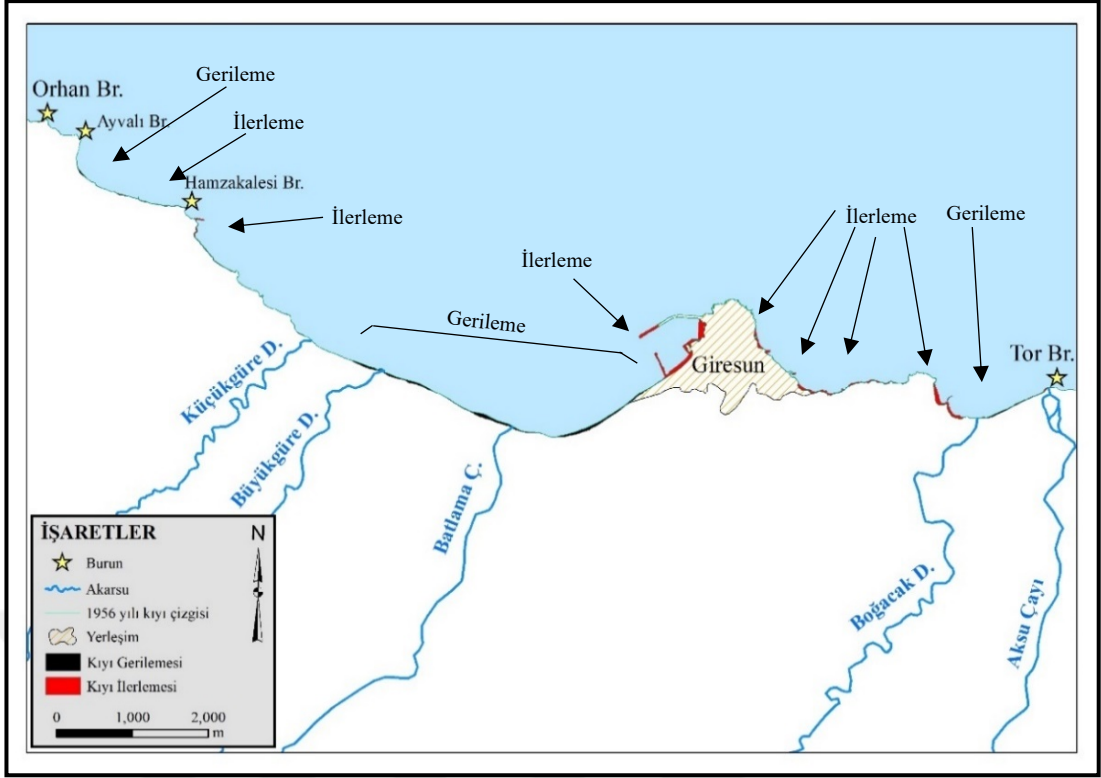 Gerileme
Orhan Br.
Ayvalı Br.
İlerleme
Hamzakalesi Br.
İlerleme
İlerleme
Gerileme
İlerleme
Gerileme
Giresun
Tor Br.
Küçükgüre D.
Büyükgüre D.
Batlama Ç.
Boğacak D.
Aksu Çayı
İŞARETLER
N
Burun
Akarsu
1956 yılı kıyı çizgisi
Yerleşim
Kıyı Gerilemesi
Kıyı İlerlemesi
0 1,000 2,000
m